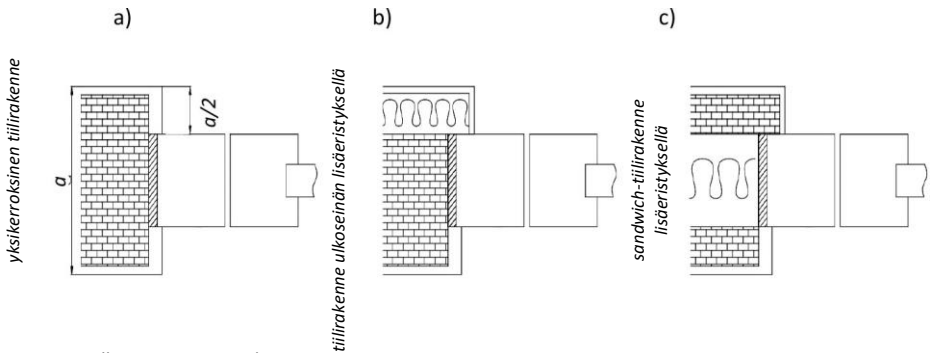 a)
b)
c)
yksikerroksinen tiilirakenne
a
a/2
tiilirakenne ulkoseinän lisäeristyksellä
sandwich-tiilirakenne
lisäeristyksellä